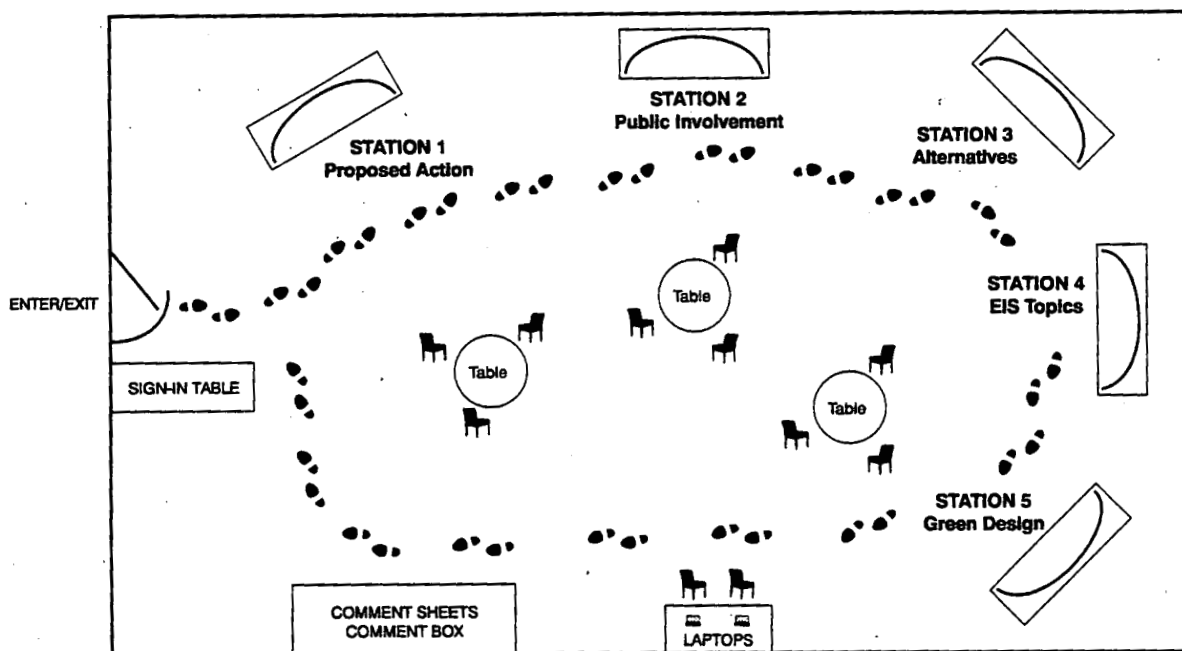 STATION 1
Proposed Action
STATION 2
Public Involvement
STATION 3
Alternatives
ENTER/EXIT
STATION 4
EIS Topics
Table
Table
Table
SIGN-IN TABLE
STATION 5
Green Design
COMMENT SHEETS
COMMENT BOX
LAPTOPS